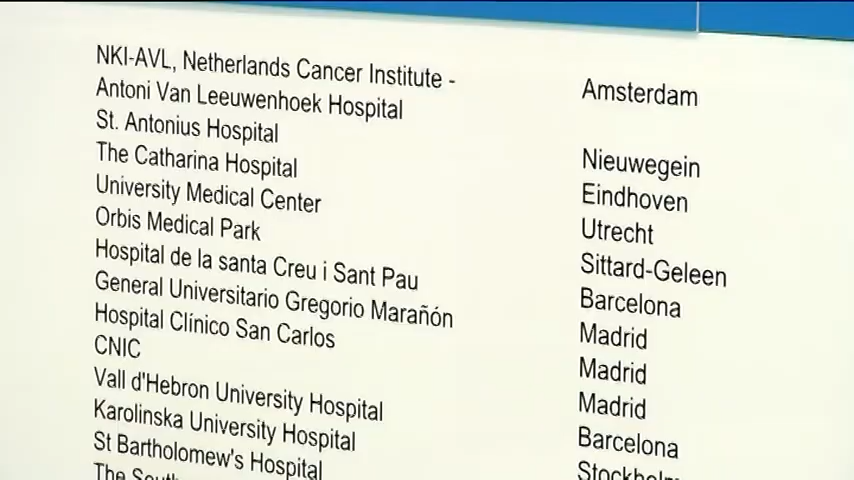 NKI-AVL, Netherlands Cancer Institute -
Antoni Van Leeuwenhoek Hospital
Amsterdam
St. Antonius Hospital
Nieuwegein
The Catharina Hospital
Eindhoven
University Medical Center
Utrecht
Orbis Medical Park
Sittard-Geleen
Hospital de la santa Creu i Sant Pau
Barcelona
General Universitario Gregorio Marañón
Madrid
Hospital Clínico San Carlos
Madrid
CNIC
Madrid
Vall d'Hebron University Hospital
Barcelona
Karolinska University Hospital
Stockholm
St Bartholomew's Hospital
The